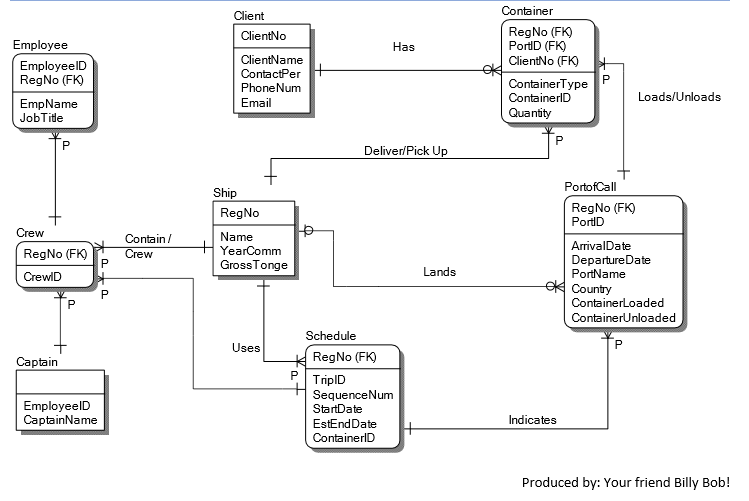 Client
ClientNo
ClientName
ContactPer
PhoneNum
Email
Has
Container
RegNo (FK)
PortID (FK)
ClientNo (FK)
ContainerType
ContainerID
Quantity
P
P
Loads/Unloads
Employee
EmployeeID
RegNo (FK)
EmpName
JobTitle
P
Deliver/Pick Up
Ship
RegNo
Name
YearComm
GrossTonge
PortofCall
RegNo (FK)
PortID
ArrivalDate
DepartureDate
PortName
Country
ContainerLoaded
ContainerUnloaded
P
Crew
RegNo (FK)
CrewID
P
P
P
Contain /
Crew
Lands
Uses
Schedule
RegNo (FK)
TripID
SequenceNum
StartDate
EstEndDate
ContainerID
P
Captain
EmployeeID
CaptainName
Indicates
Produced by: Your friend Billy Bob!